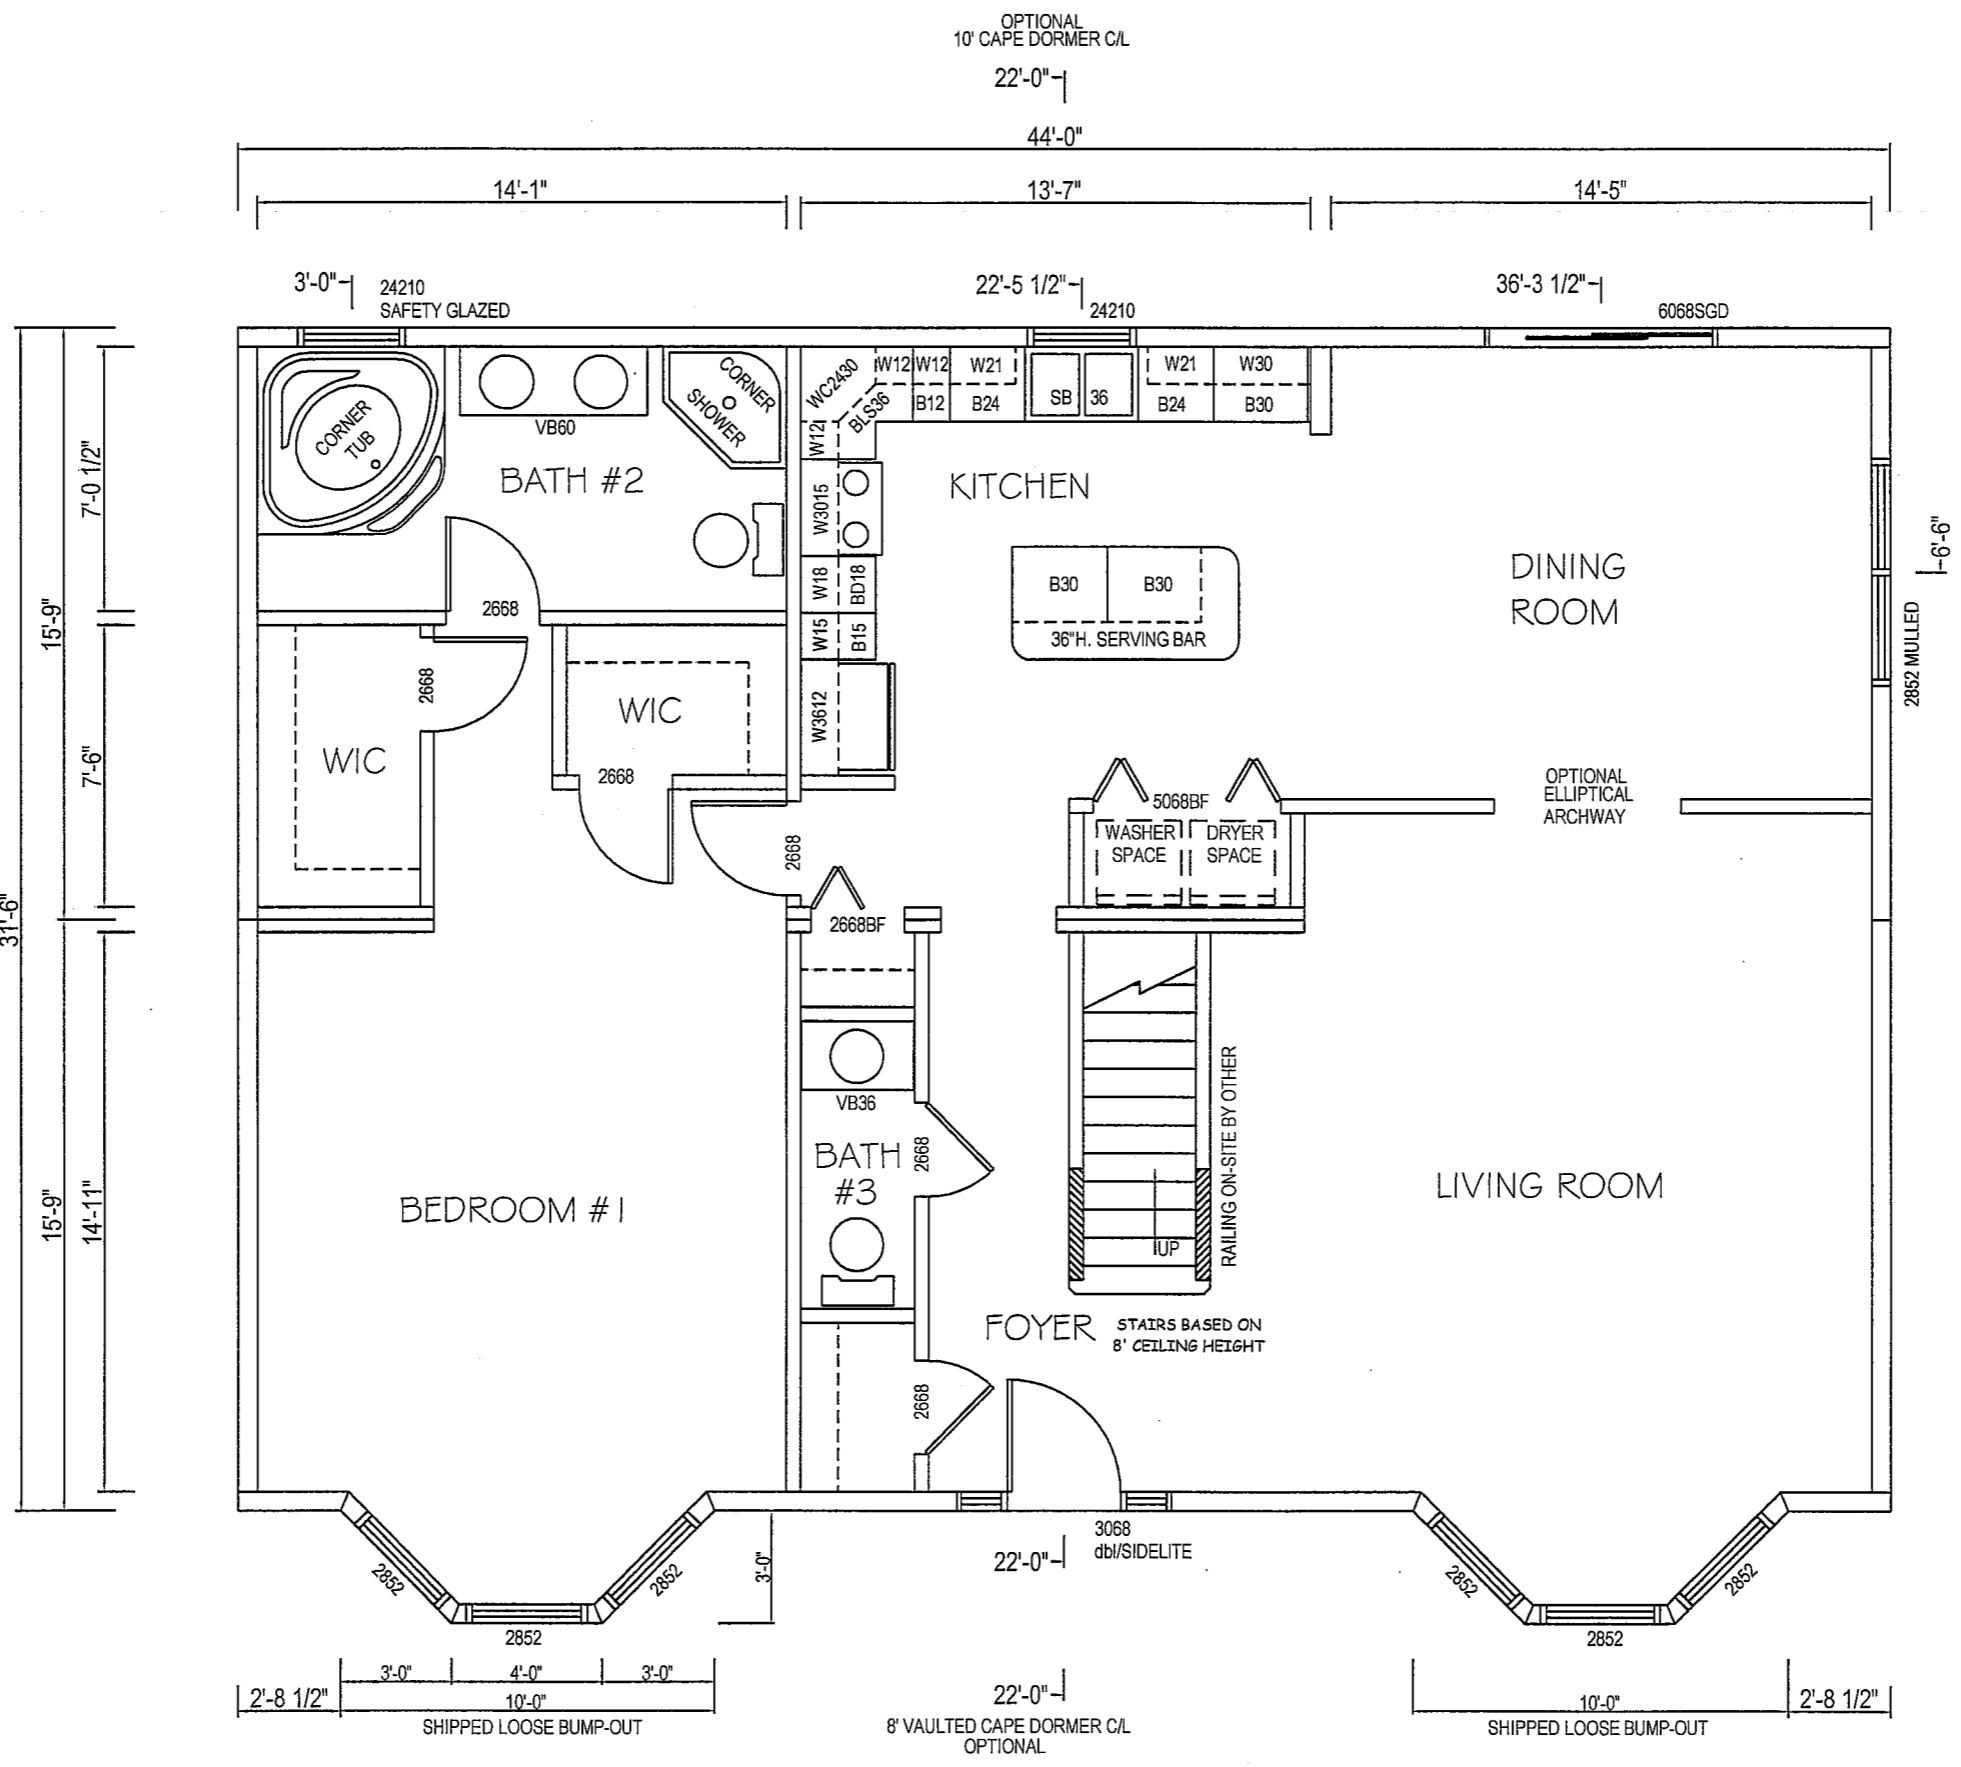 OPTIONAL
10' CAPE DORMER C/L
22'-0"
44'-0"
14'-1"
13'-7"
14'-5"
3'-0"
24210
SAFETY GLAZED
22'-5 1/2"
24210
36'-3 1/2"
6068SGD
CORNER
TUB
VB60
CORNER
SHOWER
BATH #2
WC2430
BLS36
W12
W12
W21
B12
B24
SB 36
W21
W30
B24
B30
W12
W3015
W18
BD18
W15
B15
W3612
KITCHEN
B30
B30
36"H. SERVING BAR
DINING
ROOM
6'-6"
2852 MULLED
7'-0 1/2"
15'-9"
7'-6"
31'-6"
15'-9"
14'-11"
2668
2668
WIC
WIC
2668
2668
2668BF
5068BF
WASHER
SPACE
DRYER
SPACE
OPTIONAL
ELLIPTICAL
ARCHWAY
VB36
BATH
#3
2668
2668
BEDROOM #1
UP
RAILING ON-SITE BY OTHER
LIVING ROOM
FOYER
STAIRS BASED ON
8' CEILING HEIGHT
3068
dbl/SIDELITE
22'-0"
2852
2852
2852
3'-0"
2852
2852
2852
3'-0"
4'-0"
3'-0"
2'-8 1/2"
10'-0"
SHIPPED LOOSE BUMP-OUT
22'-0"
8' VAULTED CAPE DORMER C/L
OPTIONAL
10'-0"
2'-8 1/2"
SHIPPED LOOSE BUMP-OUT